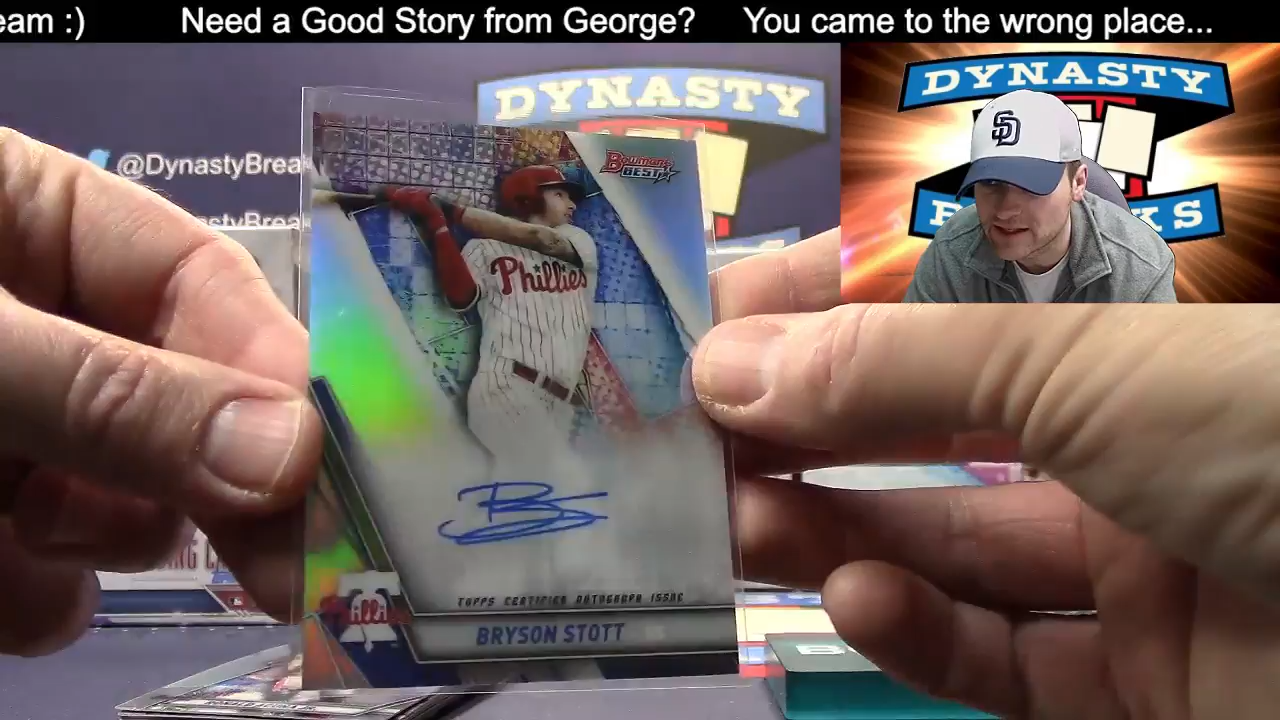 eam :) Need a Good Story from George? You came to the wrong place...
DYNASTY
DYNASTY
SD
@DynastyBrea
BOWMAN'S BEST
Phillies
Phillies
TOPPS CERTIFIED AUTOGRAPH ISSUE
BRYSON STOTT